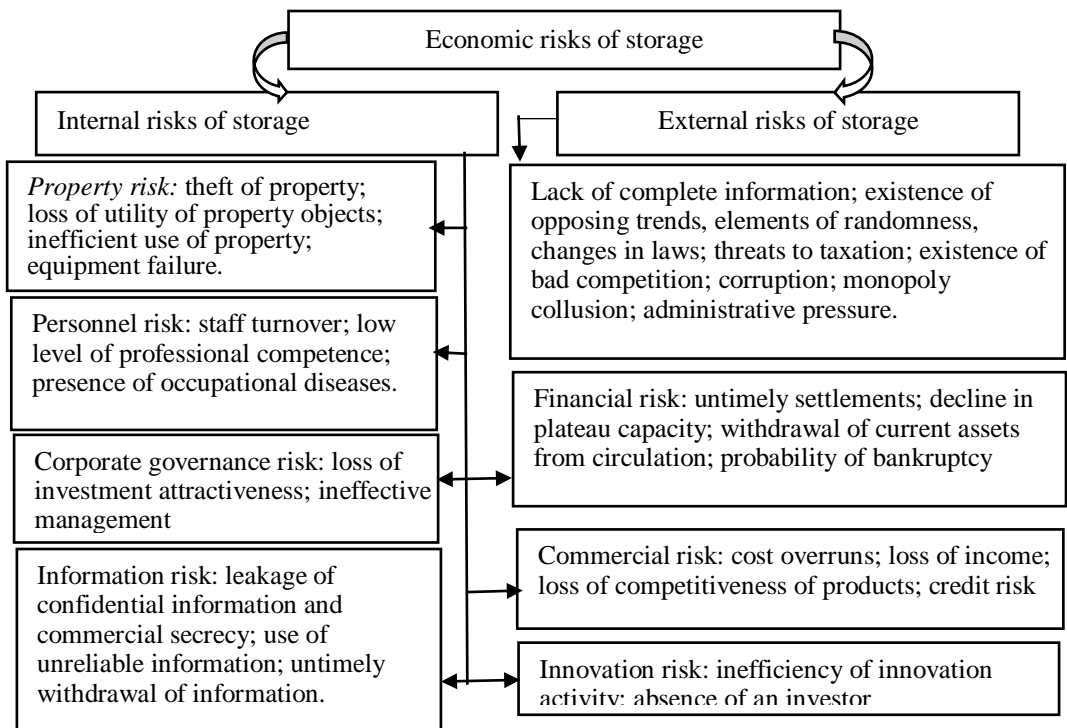 Economic risks of storage
Internal risks of storage
External risks of storage
Property risk: theft of property;
loss of utility of property objects;
inefficient use of property;
equipment failure.
Lack of complete information; existence of
opposing trends, elements of randomness,
changes in laws; threats to taxation; existence of
bad competition; corruption; monopoly
collusion; administrative pressure.
Personnel risk: staff turnover; low
level of professional competence;
presence of occupational diseases.
Financial risk: untimely settlements; decline in
plateau capacity; withdrawal of current assets
from circulation; probability of bankruptcy
Corporate governance risk: loss of
investment attractiveness; ineffective
management
Commercial risk: cost overruns; loss of income;
loss of competitiveness of products; credit risk
Information risk: leakage of
confidential information and
commercial secrecy; use of
unreliable information; untimely
withdrawal of information.
Innovation risk: inefficiency of innovation
activity; absence of an investor